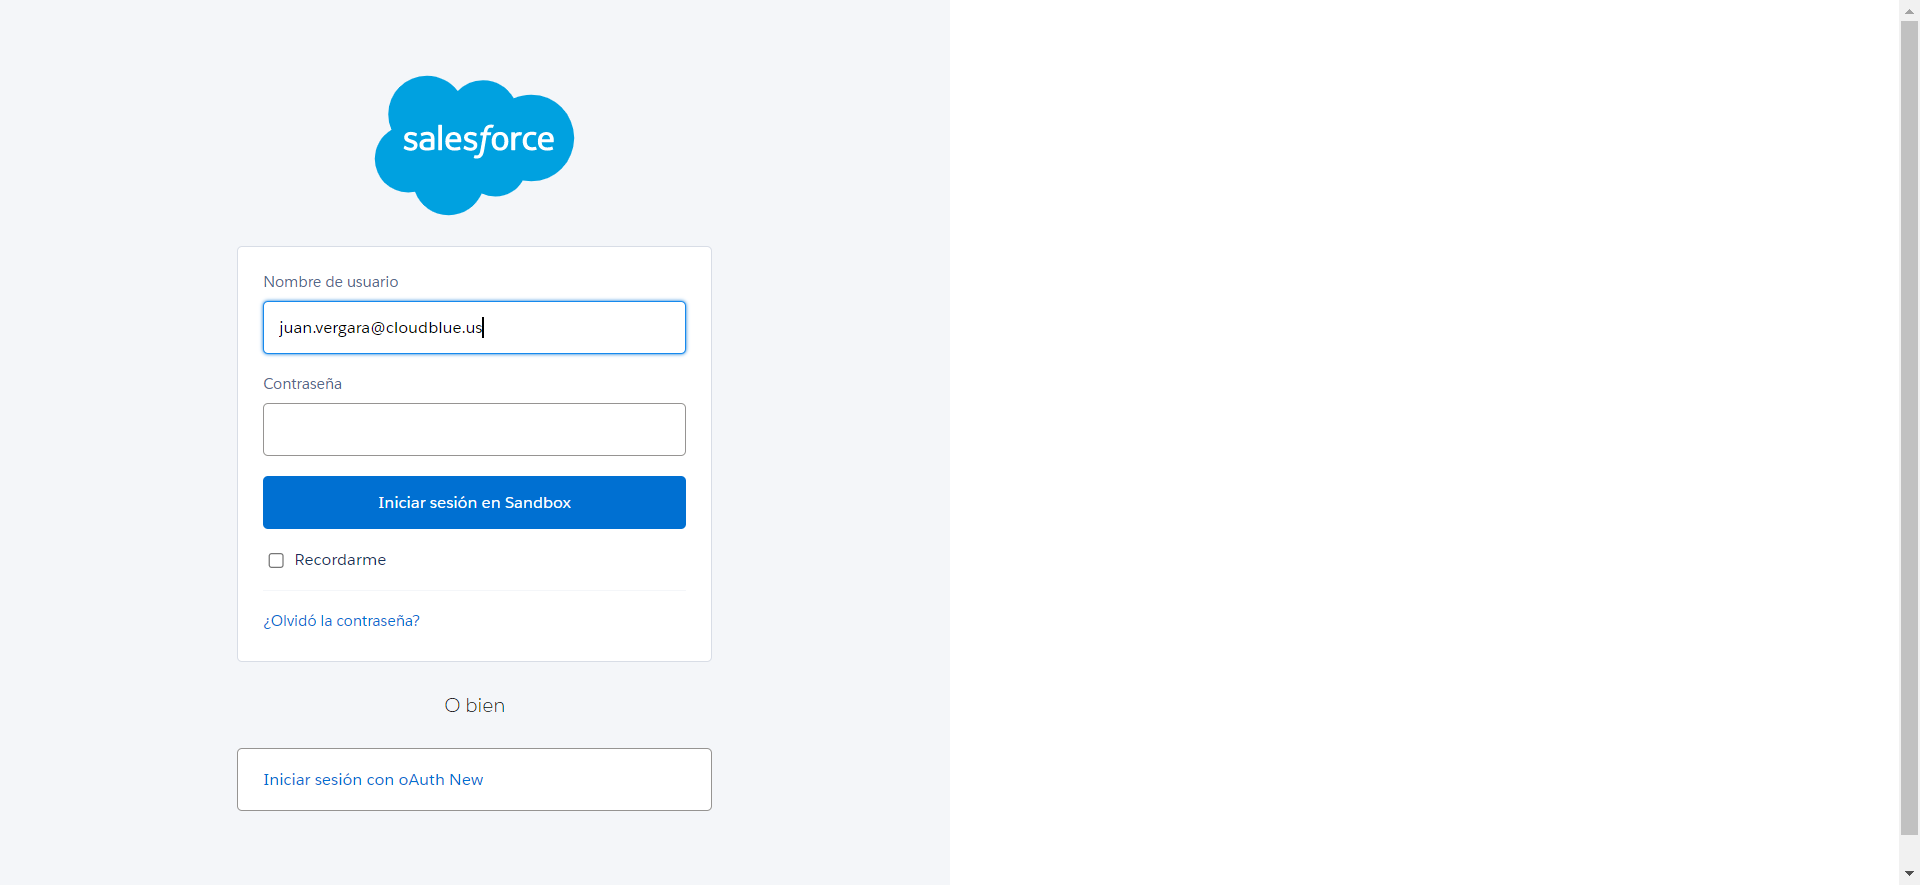 salesforce
Nombre de usuario
juan.vergara@cloudblue.us
Contraseña
Iniciar sesión en Sandbox
Recordarme
¿Olvidó la contraseña?
O bien
Iniciar sesión con oAuth New